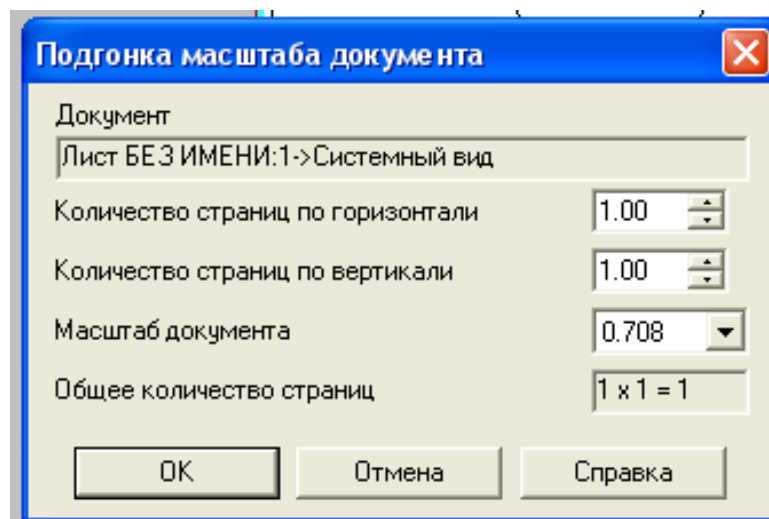 Подгонка масштаба документа
Документ
Лист БЕЗ ИМЕНИ:1->Системный вид
Количество страниц по горизонтали 1.00
Количество страниц по вертикали 1.00
Масштаб документа 0.708
Общее количество страниц 1 x 1 = 1
OK Отмена Справка